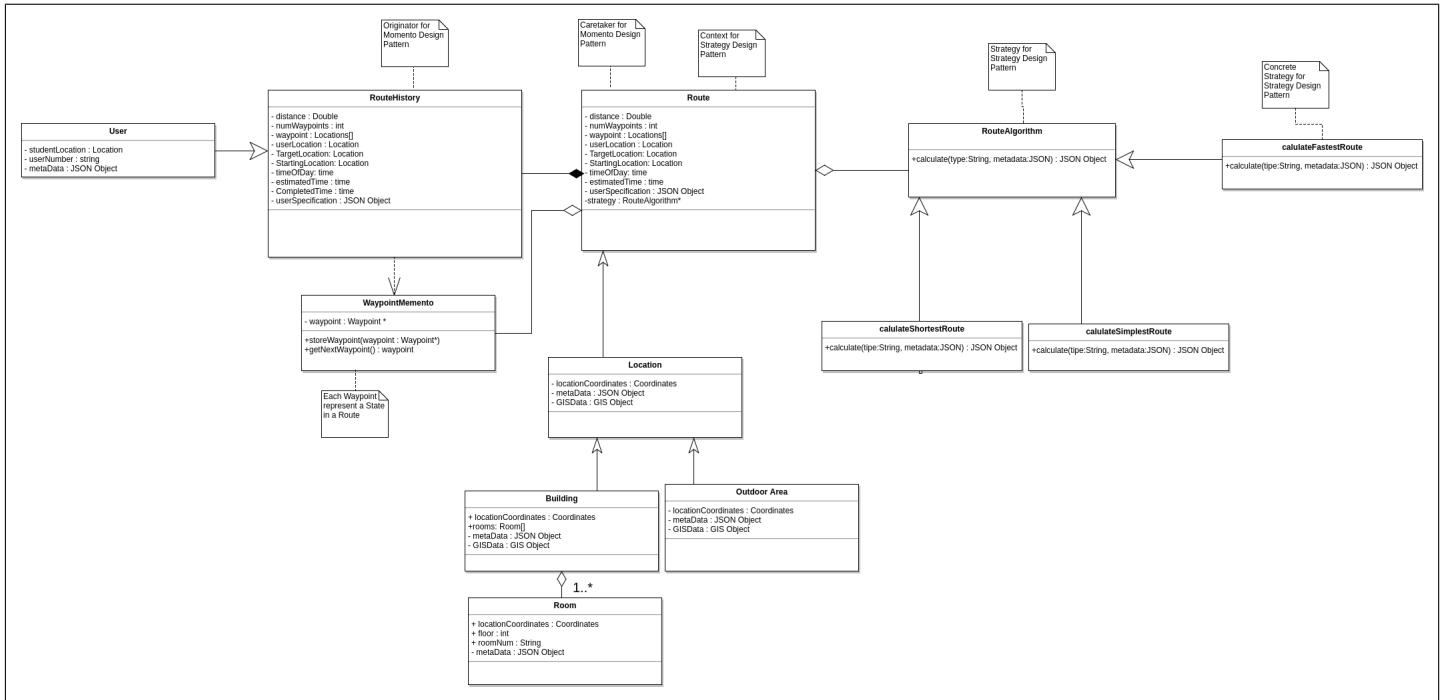 Originator for
Momento Design
Pattern
Caretaker for
Momento Design
Pattern
Context for
Strategy Design
Pattern
Strategy for
Strategy Design
Pattern
Concrete
Strategy for
Strategy Design
Pattern
User
- studentLocation : Location
- userNumber : string
- metaData : JSON Object
RouteHistory
- distance : Double
- numWaypoints : int
- waypoint : Locations[]
- userLocation : Location
- TargetLocation: Location
- StartingLocation: Location
- timeOfDay: time
- estimatedTime : time
- CompletedTime : time
- userSpecification : JSON Object
Route
- distance : Double
- numWaypoints : int
- waypoint : Locations[]
- userLocation : Location
- TargetLocation: Location
- StartingLocation: Location
- timeOfDay: time
- estimatedTime : time
- userSpecification : JSON Object
-strategy : RouteAlgorithm*
RouteAlgorithm
+calculate(type:String, metadata:JSON) : JSON Object
calulateFastestRoute
+calculate(tipe:String, metadata:JSON) : JSON Object
WaypointMemento
- waypoint : Waypoint *
+storeWaypoint(waypoint : Waypoint*)
+getNextWaypoint() : waypoint
Each Waypoint
represent a State
in a Route
calulateShortestRoute
+calculate(tipe:String, metadata:JSON) : JSON Object
calulateSimplestRoute
+calculate(tipe:String, metadata:JSON) : JSON Object
Location
- locationCoordinates : Coordinates
- metaData : JSON Object
- GISData : GIS Object
Building
+ locationCoordinates : Coordinates
+rooms: Room[]
- metaData : JSON Object
- GISData : GIS Object
Outdoor Area
- locationCoordinates : Coordinates
- metaData : JSON Object
- GISData : GIS Object
1..*
Room
+ locationCoordinates : Coordinates
+ floor : int
+ roomNum : String
- metaData : JSON Object